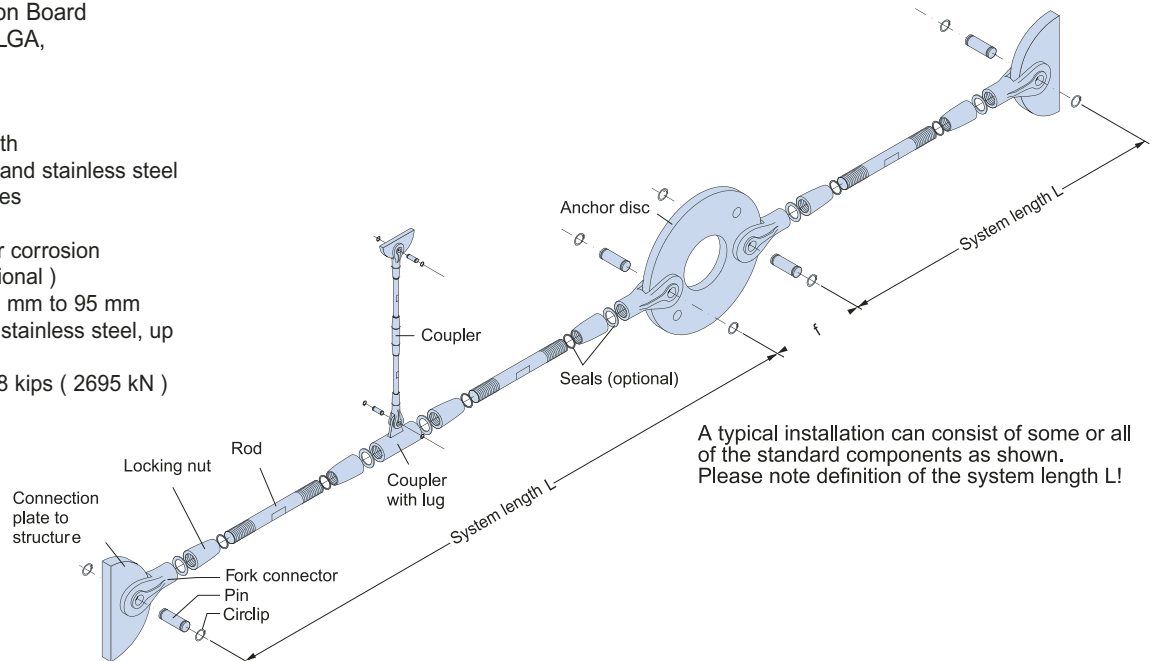 on Board
LGA,
th
and stainless steel
es
r corrosion
ional )
mm to 95 mm
stainless steel, up
8 kips ( 2695 kN )
Anchor disc
System length L
f
Coupler
Seals (optional)
Rod
Locking nut
Connection
plate to
structure
Coupler
with lug
System length L
Fork connector
Pin
Circlip
A typical installation can consist of some or all
of the standard components as shown.
Please note definition of the system length L!